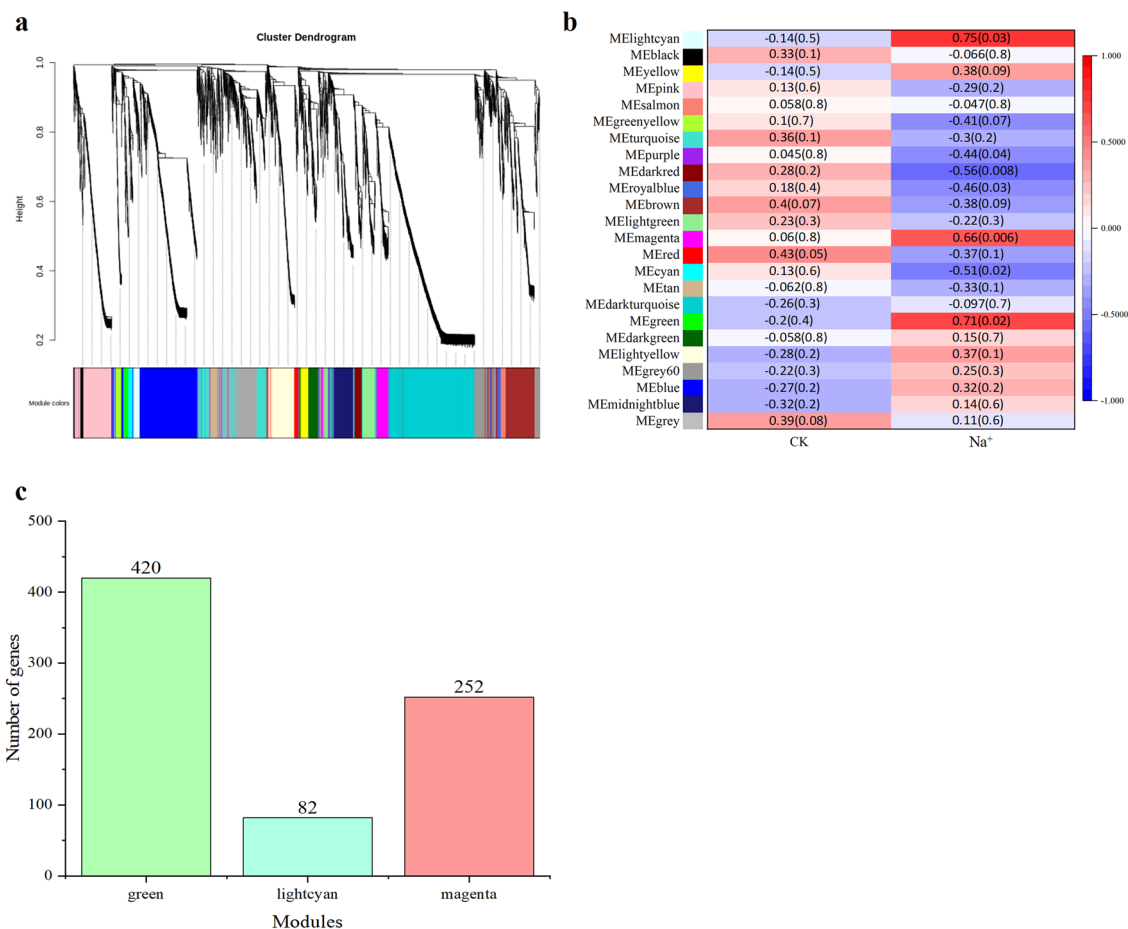 a
Cluster Dendrogram
Height
1.0
0.8
0.6
0.4
0.2
Module colors
b
MElightcyan -0.14(0.5) 0.75(0.03)
MEblack 0.33(0.1) -0.066(0.8)
MEyellow -0.14(0.5) 0.38(0.09)
MEpink 0.13(0.6) -0.29(0.2)
MEsalmon 0.058(0.8) -0.047(0.8)
MEgreenyellow 0.1(0.7) -0.41(0.07)
MEturquoise 0.36(0.1) -0.3(0.2)
MEpurple 0.045(0.8) -0.44(0.04)
MEdarkred 0.28(0.2) -0.56(0.008)
MEroyalblue 0.18(0.4) -0.46(0.03)
MEbrown 0.4(0.07) -0.38(0.09)
MElightgreen 0.23(0.3) -0.22(0.3)
MEmagenta 0.06(0.8) 0.66(0.006)
MEred 0.43(0.05) -0.37(0.1)
MEcyan 0.13(0.6) -0.51(0.02)
MEtan -0.062(0.8) -0.33(0.1)
MEdarkturquoise -0.26(0.3) -0.097(0.7)
MEgreen -0.2(0.4) 0.71(0.02)
MEdarkgreen -0.058(0.8) 0.15(0.7)
MElightyellow -0.28(0.2) 0.37(0.1)
MEgrey60 -0.22(0.3) 0.25(0.3)
MEblue -0.27(0.2) 0.32(0.2)
MEmidnightblue -0.32(0.2) 0.14(0.6)
MEgrey 0.39(0.08) 0.11(0.6)
CK Na⁺
1.000
0.5000
0.000
-0.5000
-1.000
c
Number of genes
500
400
300
200
100
0
420
82
252
green lightcyan magenta
Modules